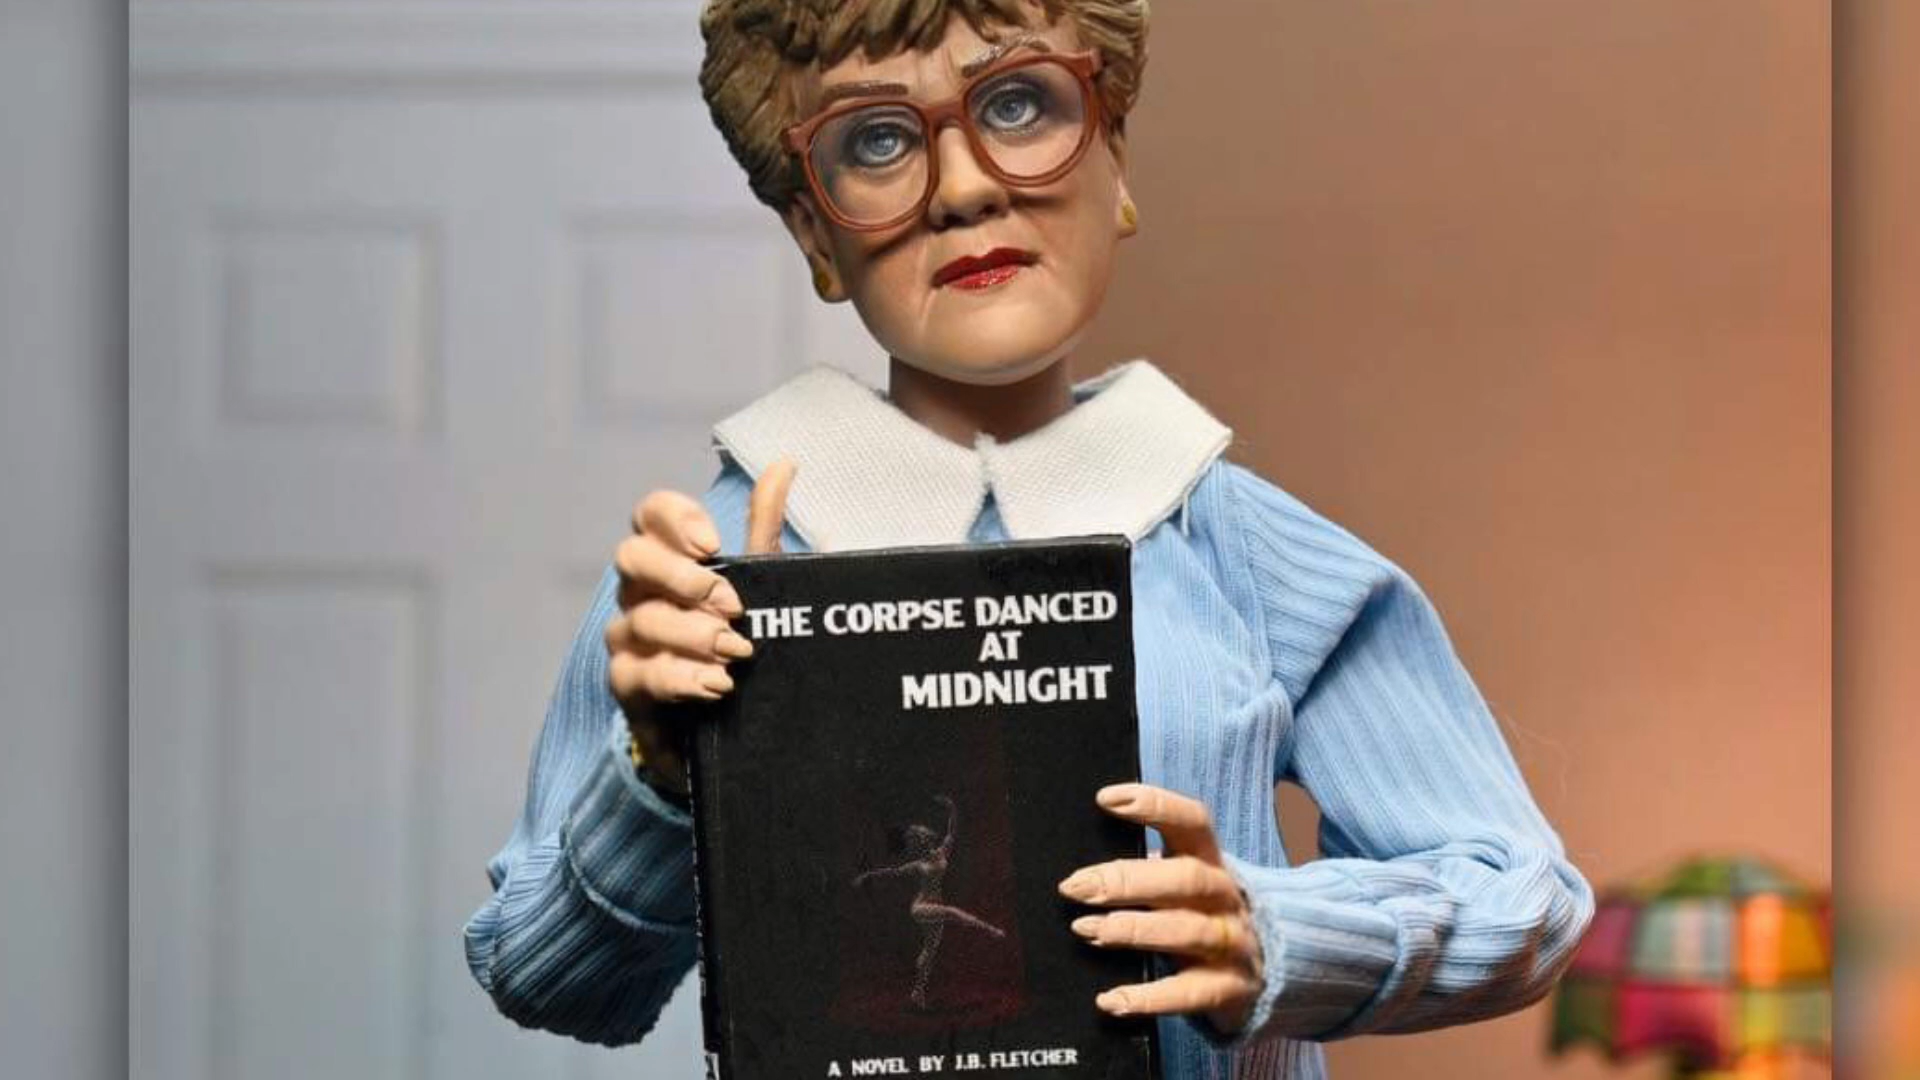 THE CORPSE DANCED
AT
MIDNIGHT
A NOVEL BY J.B. FLETCHER